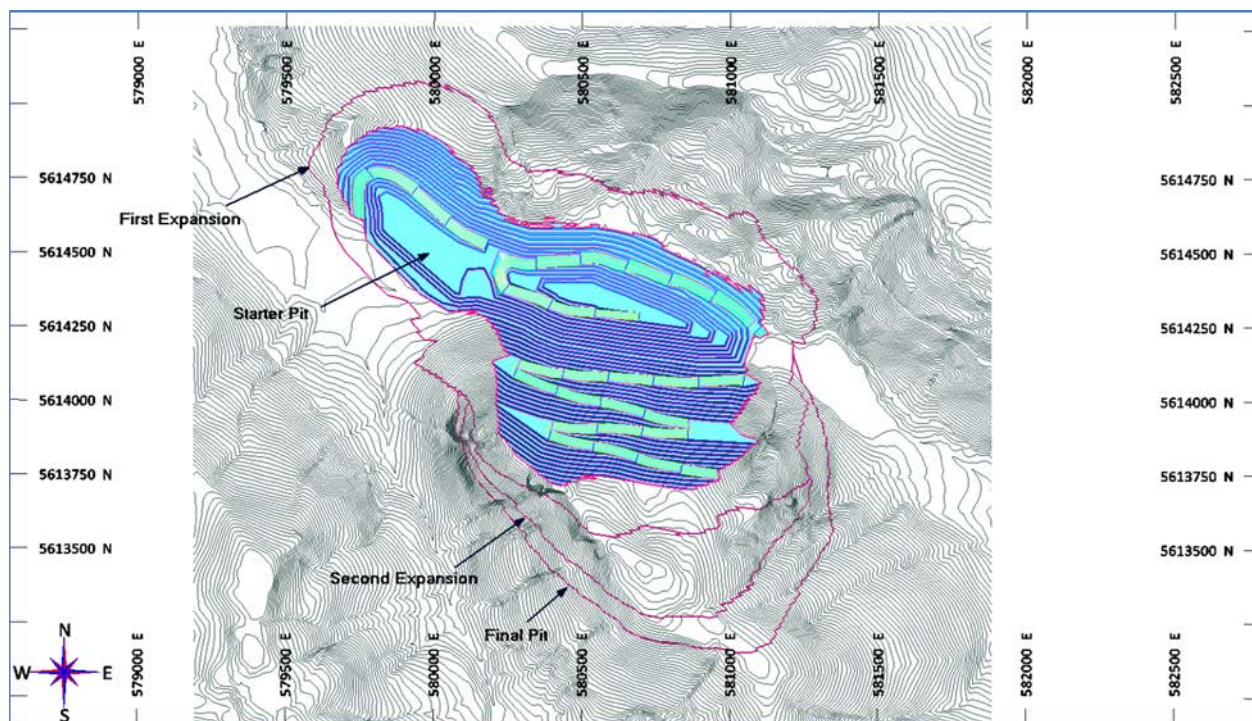 579000 E
579500 E
580000 E
580500 E
581000 E
581500 E
582000 E
582500 E
5614750 N
5614750 N
First Expansion
5614500 N
5614500 N
Starter Pit
5614250 N
5614250 N
5614000 N
5614000 N
5613750 N
5613750 N
5613500 N
5613500 N
Second Expansion
Final Pit
N
W
E
S
579000 E
579500 E
580000 E
580500 E
581000 E
581500 E
582000 E
582500 E